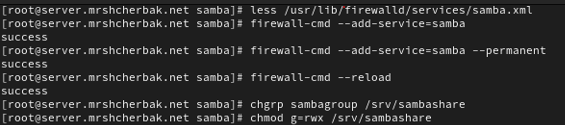 [root@server.mrshcherbak.net samba]# less /usr/lib/firewalld/services/samba.xml
[root@server.mrshcherbak.net samba]# firewall-cmd --add-service=samba
success
[root@server.mrshcherbak.net samba]# firewall-cmd --add-service=samba --permanent
success
[root@server.mrshcherbak.net samba]# firewall-cmd --reload
success
[root@server.mrshcherbak.net samba]# chgrp sambagroup /srv/sambashare
[root@server.mrshcherbak.net samba]# chmod g=rwx /srv/sambashare